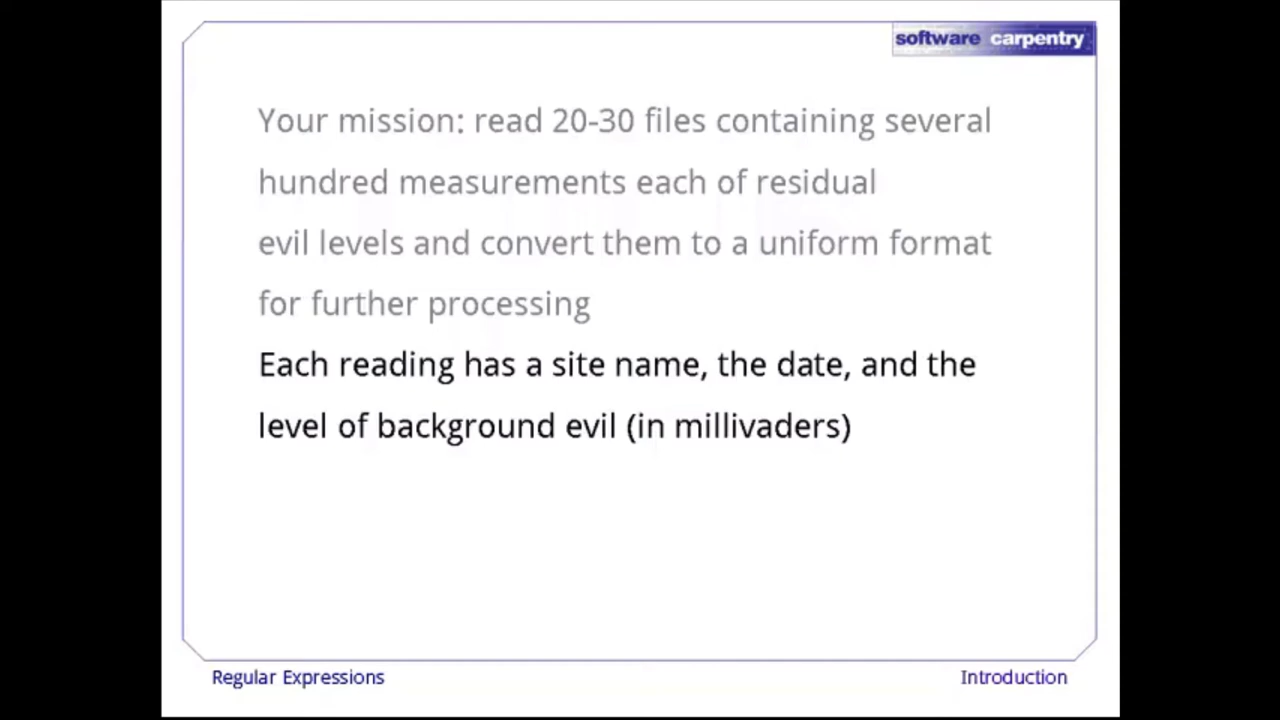 software carpentry
Your mission: read 20-30 files containing several
hundred measurements each of residual
evil levels and convert them to a uniform format
for further processing
Each reading has a site name, the date, and the
level of background evil (in millivaders)
Regular Expressions
Introduction